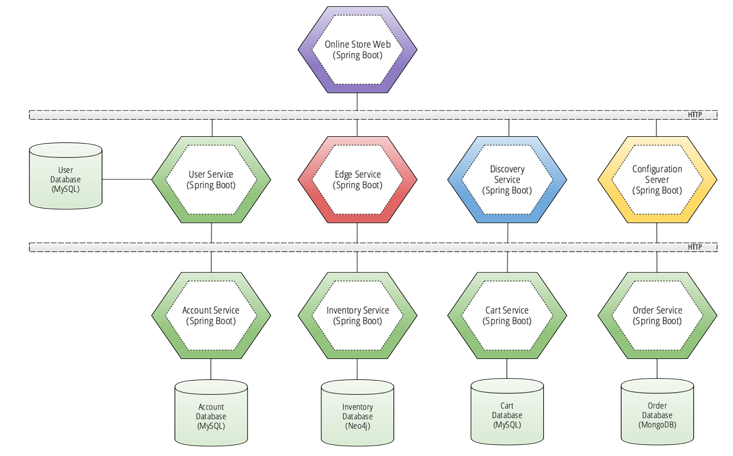 Online Store Web
(Spring Boot)
HTTP
User
Database
(MySQL)
User Service
(Spring Boot)
Edge Service
(Spring Boot)
Discovery
Service
(Spring Boot)
Configuration
Server
(Spring Boot)
HTTP
Account Service
(Spring Boot)
Inventory Service
(Spring Boot)
Cart Service
(Spring Boot)
Order Service
(Spring Boot)
Account
Database
(MySQL)
Inventory
Database
(Neo4j)
Cart
Database
(MySQL)
Order
Database
(MongoDB)